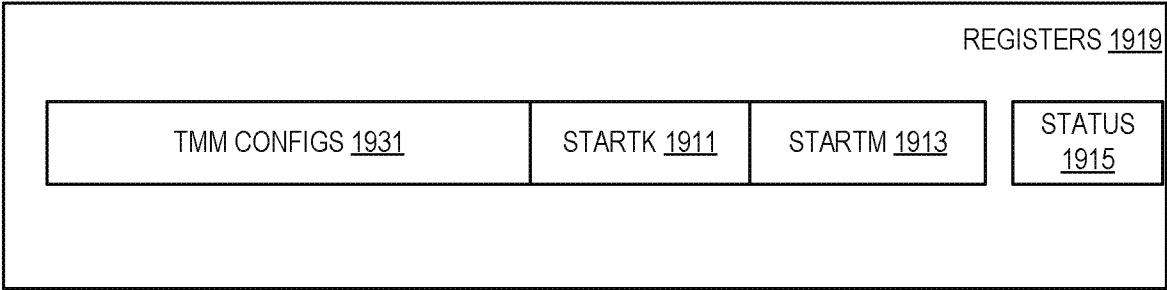 REGISTERS 1919
TMM CONFIGS 1931 STARTK 1911 STARTM 1913 STATUS
1915